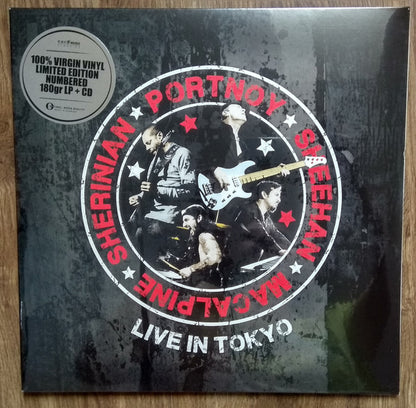 100% VIRGIN VINYL
LIMITED EDITION
NUMBERED
180gr LP + CD
PORTNOY
SHEEHAN
MACALPINE
SHERINIAN
LIVE IN TOKYO